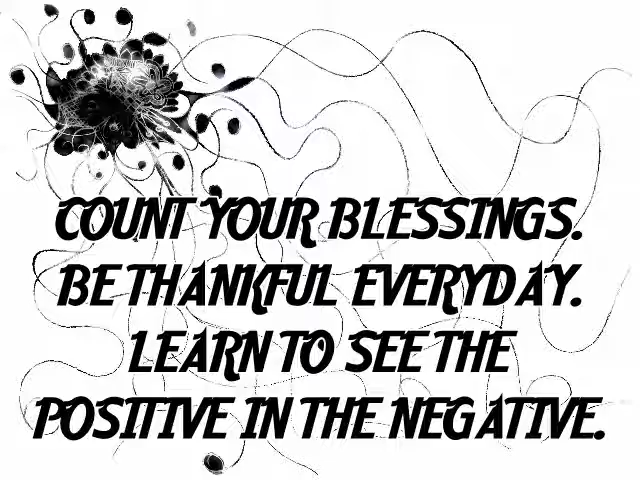 COUNT YOUR BLESSINGS.
BE THANKFUL EVERYDAY.
LEARN TO SEE THE
POSITIVE IN THE NEGATIVE.